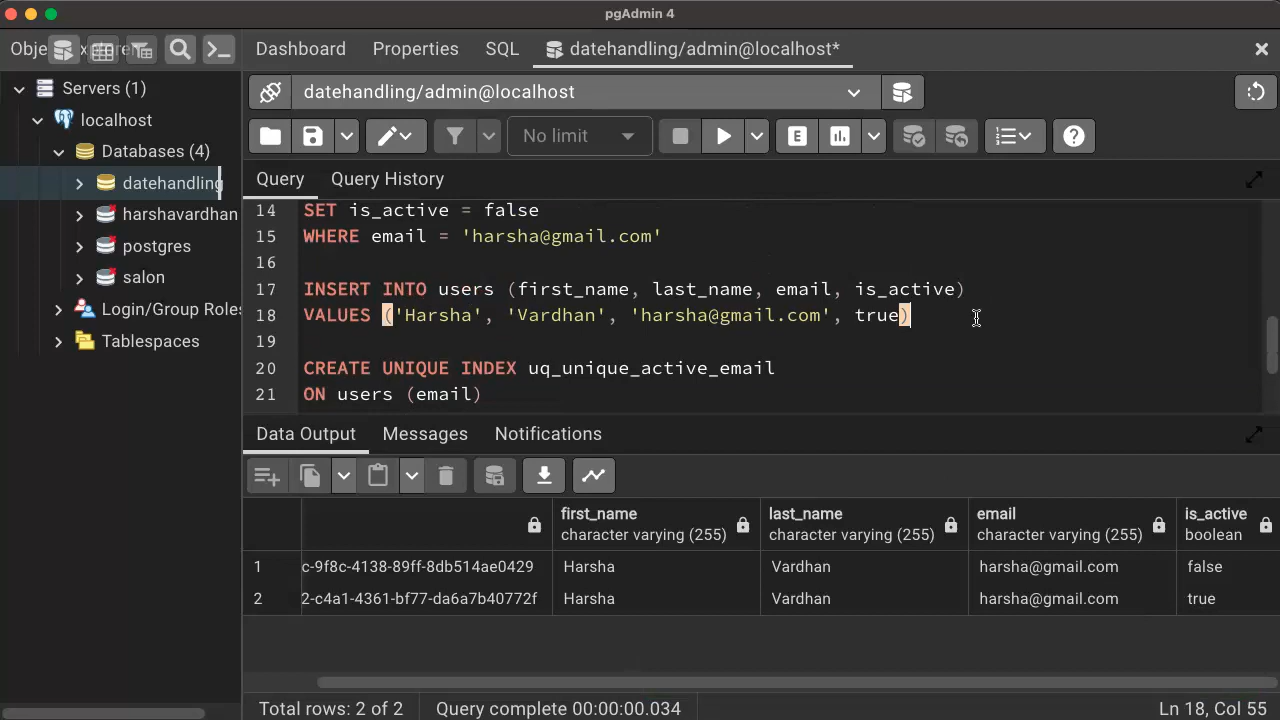 pgAdmin 4
Obje
Dashboard Properties SQL datehandling/admin@localhost*
Servers (1)
localhost
Databases (4)
datehandling
harshavardhan
postgres
salon
Login/Group Roles
Tablespaces
datehandling/admin@localhost
No limit
E
Query Query History
14 SET is_active = false
15 WHERE email = 'harsha@gmail.com'
16
17 INSERT INTO users (first_name, last_name, email, is_active)
18 VALUES ('Harsha', 'Vardhan', 'harsha@gmail.com', true)
19
20 CREATE UNIQUE INDEX uq_unique_active_email
21 ON users (email)
Data Output Messages Notifications
first_name last_name email is_active
character varying (255) character varying (255) character varying (255) boolean
1 c-9f8c-4138-89ff-8db514ae0429 Harsha Vardhan harsha@gmail.com false
2 2-c4a1-4361-bf77-da6a7b40772f Harsha Vardhan harsha@gmail.com true
Total rows: 2 of 2 Query complete 00:00:00.034 Ln 18, Col 55